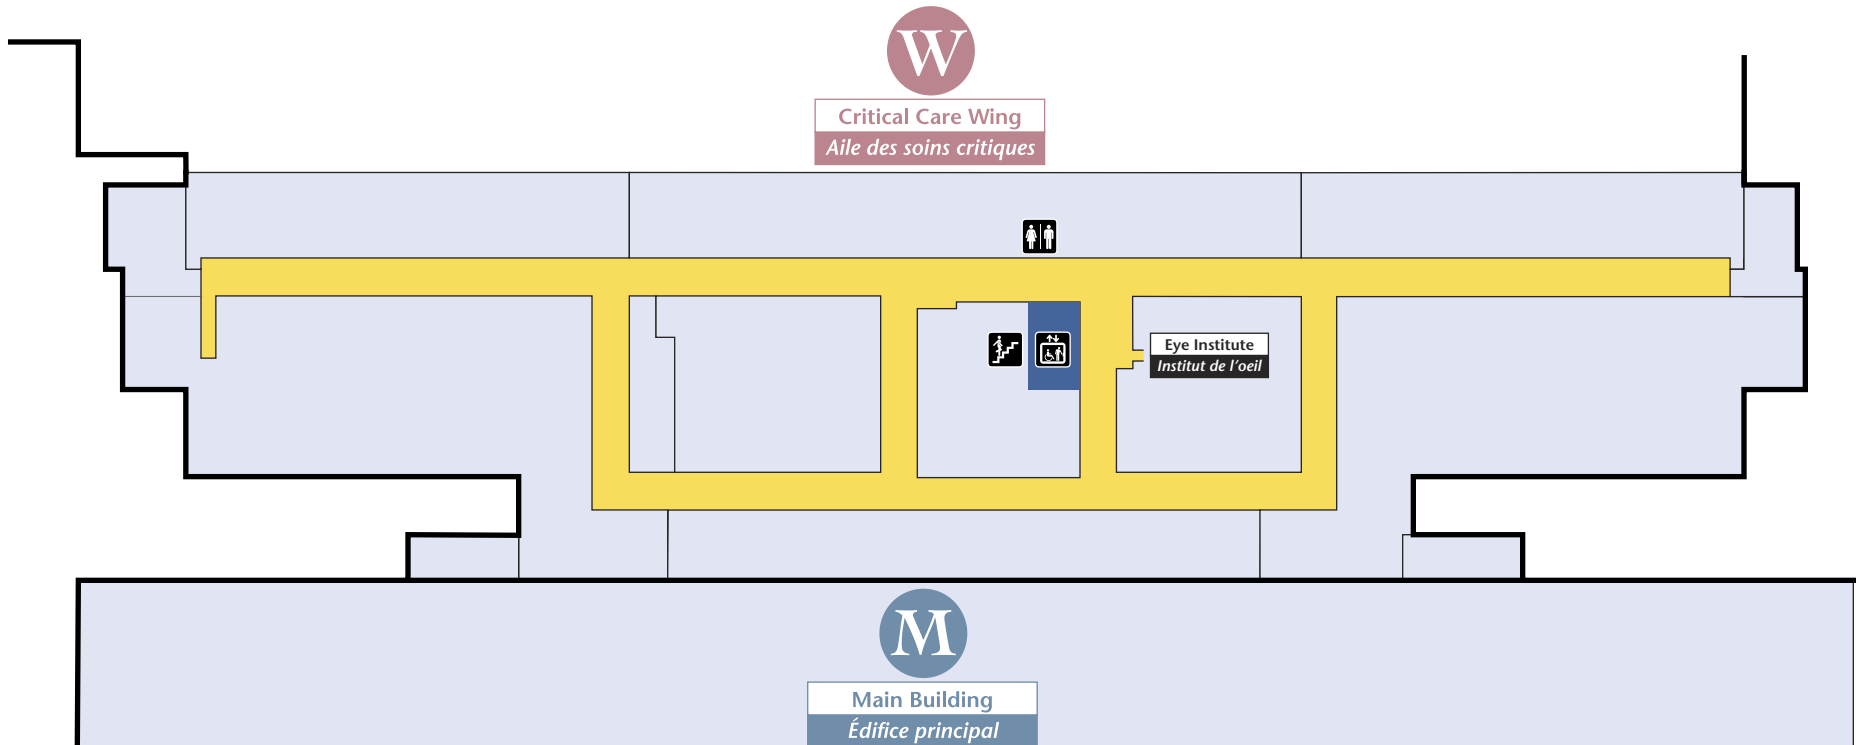 W
Critical Care Wing
Aile des soins critiques
Eye Institute
Institut de l'oeil
M
Main Building
Édifice principal